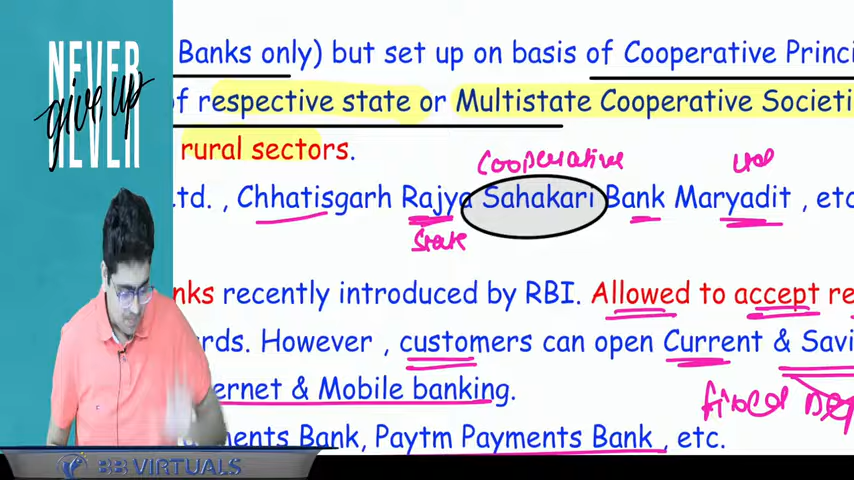 NEVER
give up
NEVER
Banks only) but set up on basis of Cooperative Princi
of respective state or Multistate Cooperative Societi
rural sectors.
Cooperative Ltd
Ltd. , Chhatisgarh Rajya Sahakari Bank Maryadit , etc
State
nks recently introduced by RBI. Allowed to accept re
rds. However , customers can open Current & Savi
ernet & Mobile banking.
fixed Dep
ments Bank, Paytm Payments Bank , etc.
BB VIRTUALS